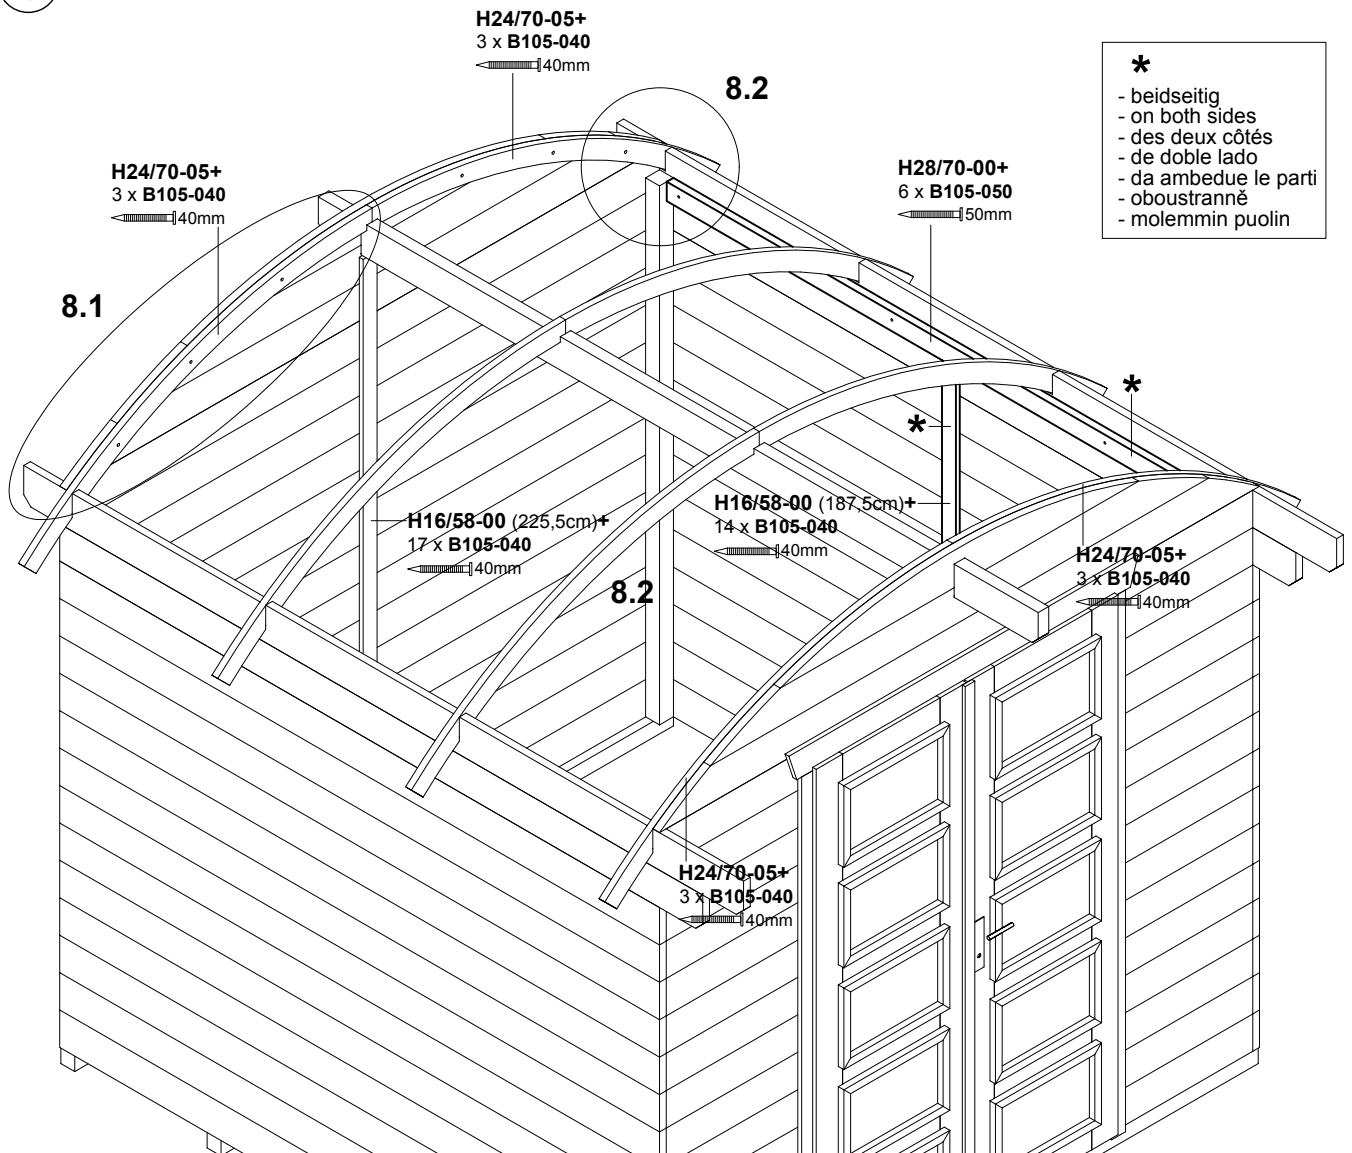 H24/70-05+
3 x B105-040
40mm
8.2
*
- beidseitig
- on both sides
- des deux côtés
- de doble lado
- da ambedue le parti
- oboustranně
- molemmin puolin
H24/70-05+
3 x B105-040
40mm
H28/70-00+
6 x B105-050
50mm
8.1
*
*
H16/58-00 (225,5cm)+
17 x B105-040
40mm
H16/58-00 (187,5cm)+
14 x B105-040
40mm
8.2
H24/70-05+
3 x B105-040
40mm
H24/70-05+
3 x B105-040
40mm